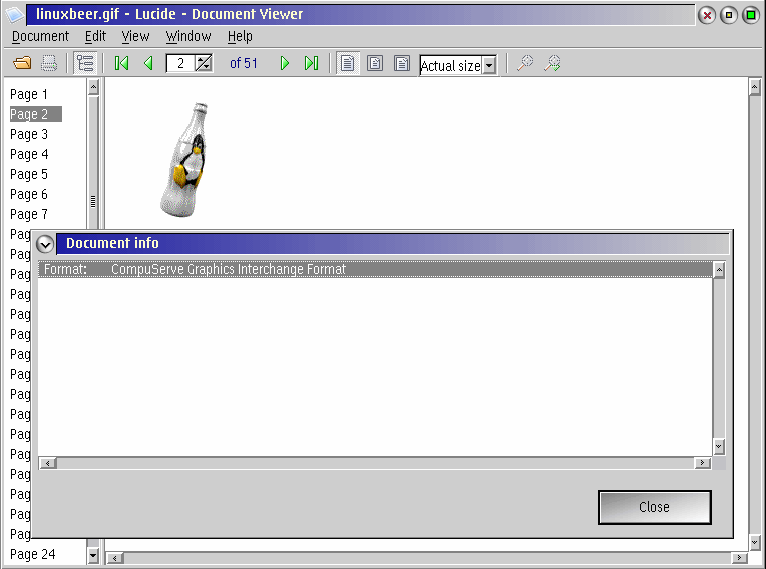 linuxbeer.gif - Lucide - Document Viewer
Document Edit View Window Help
2 of 51 Actual size
Page 1
Page 2
Page 3
Page 4
Page 5
Page 6
Page 7
Pag
Document info
Pag
Format: CompuServe Graphics Interchange Format
Pag
Pag
Pag
Pag
Pag
Pag
Pag
Pag
Pag
Pag
Pag
Pag
Pag
Close
Pag
Page 24